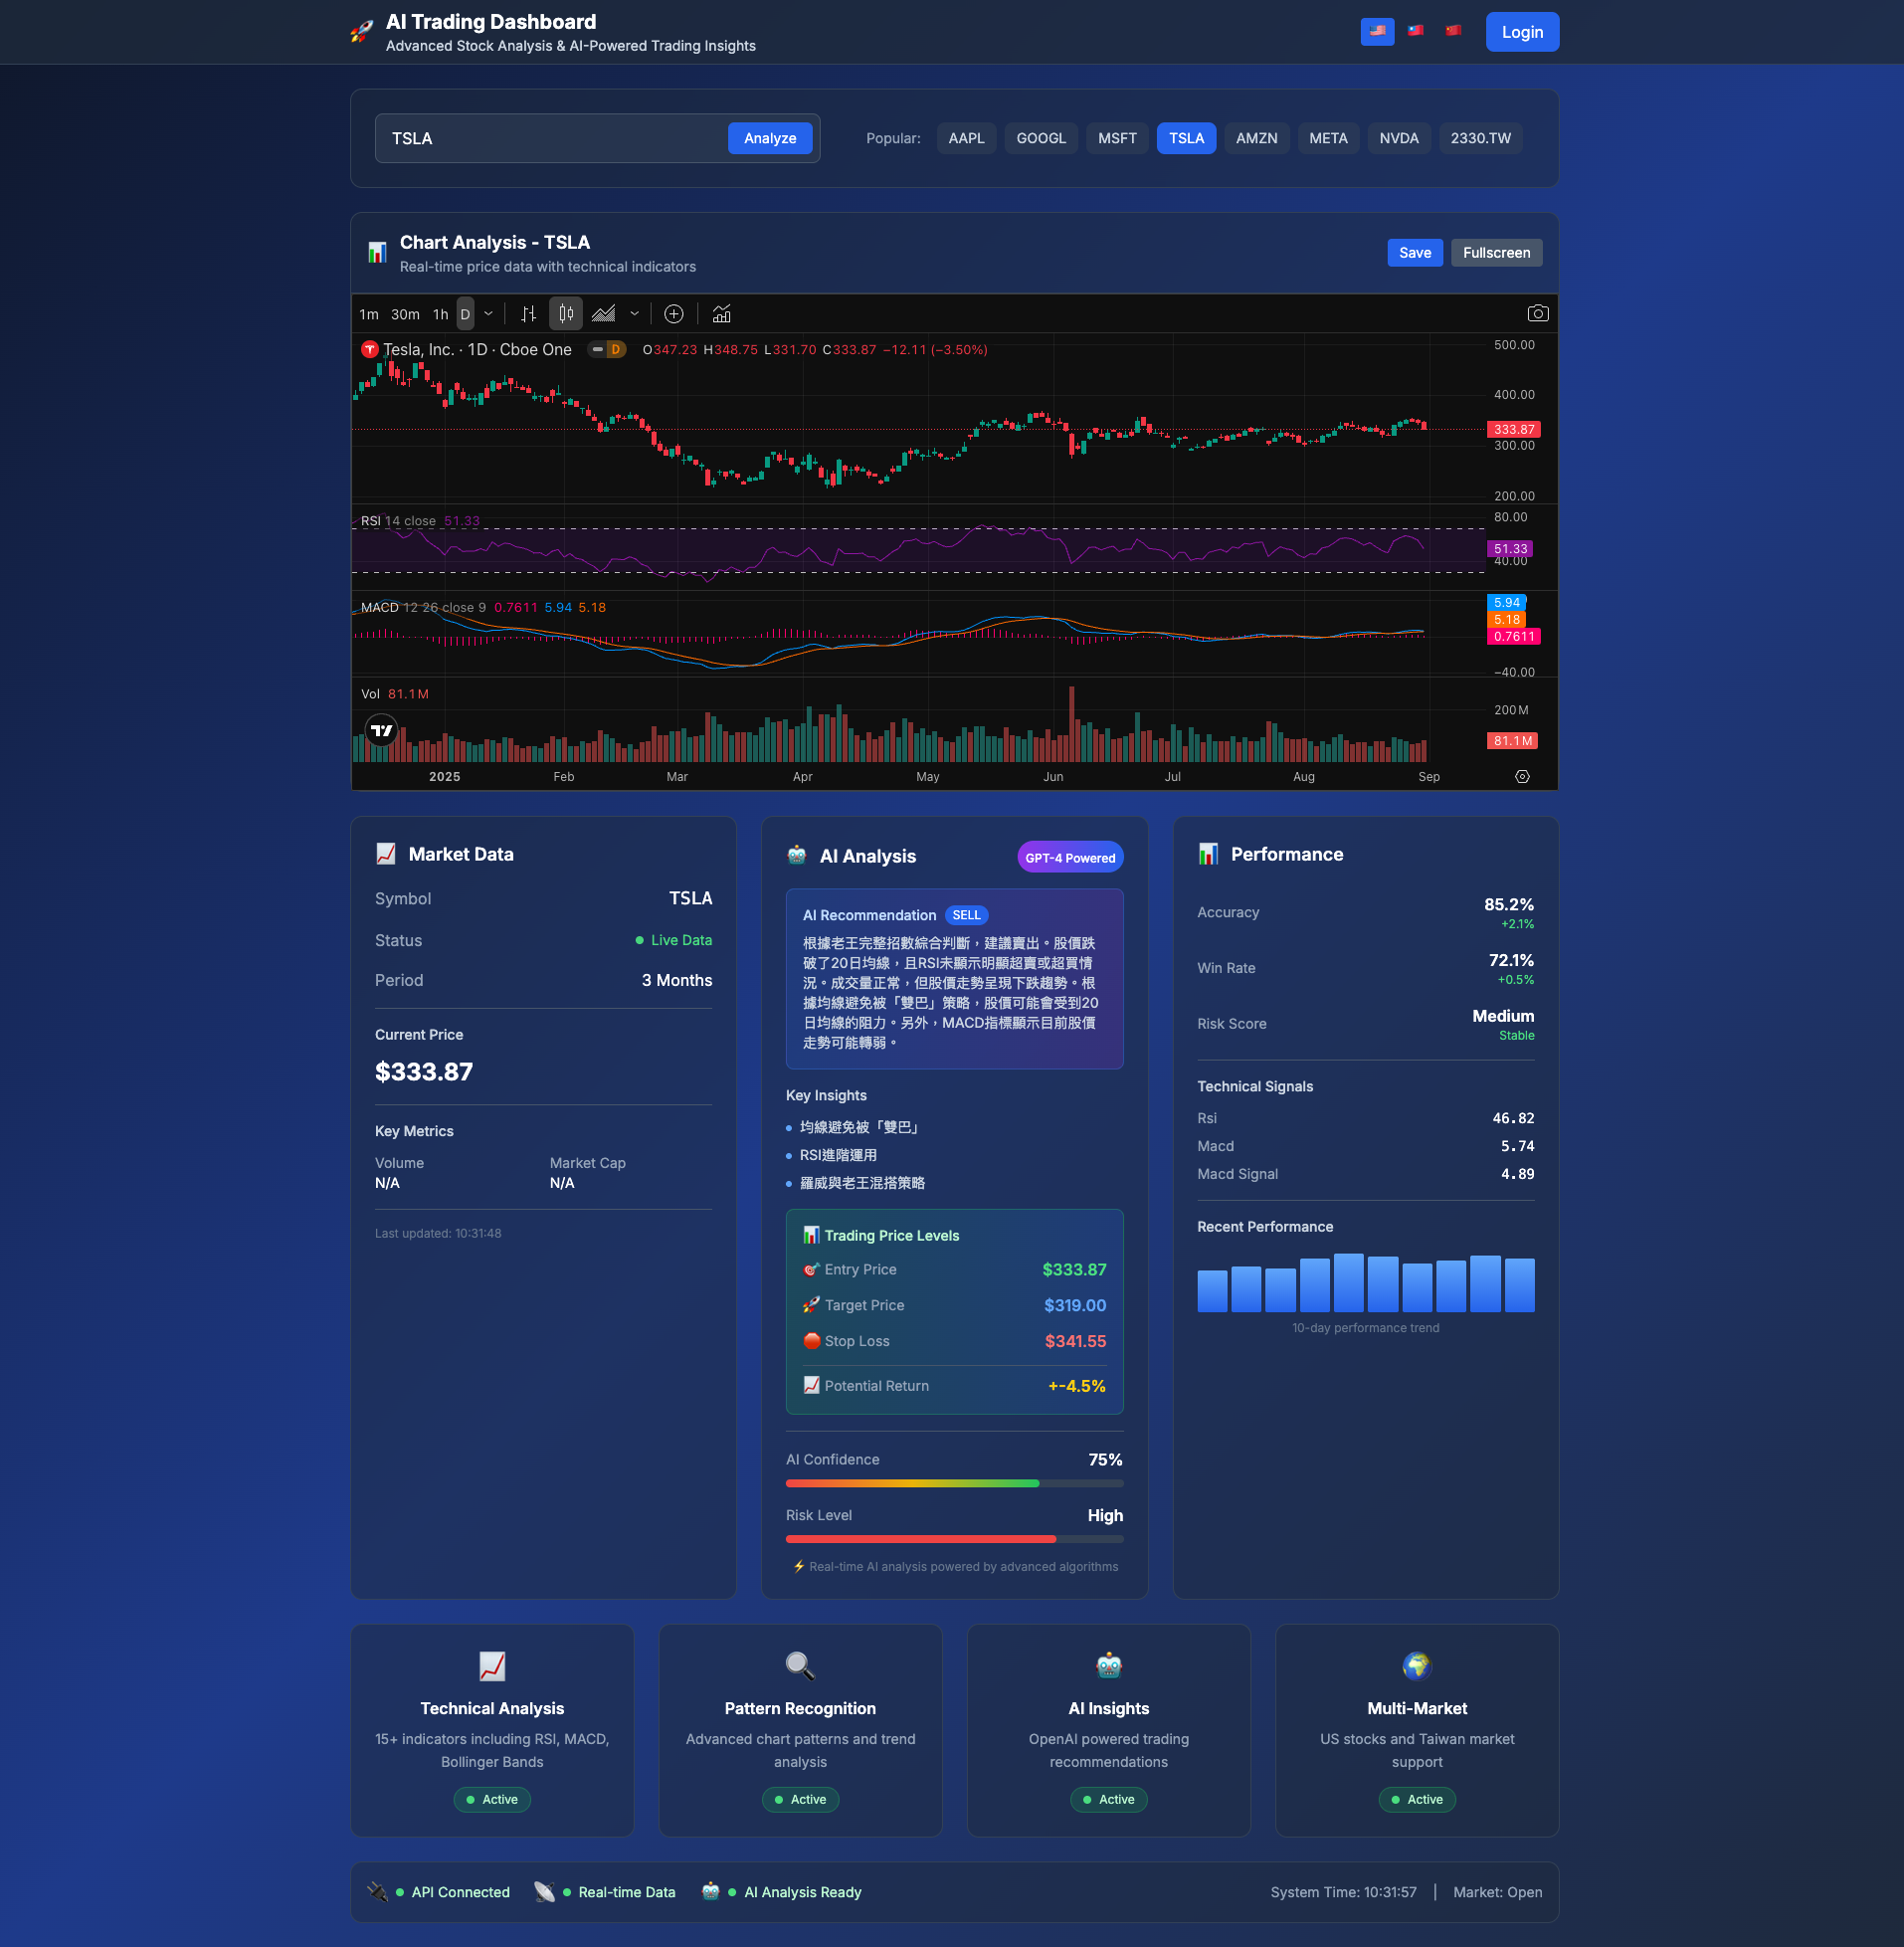 AI Trading Dashboard
Advanced Stock Analysis & AI-Powered Trading Insights
Login
TSLA
Analyze
Popular: AAPL GOOGL MSFT TSLA AMZN META NVDA 2330.TW
Chart Analysis - TSLA
Real-time price data with technical indicators
Save Fullscreen
1m 30m 1h D
Tesla, Inc. · 1D · Cboe One D O347.23 H348.75 L331.70 C333.87 −12.11 (−3.50%)
500.00
400.00
333.87
300.00
200.00
RSI 14 close 51.33
80.00
51.33
40.00
MACD 12 26 close 9 0.7611 5.94 5.18
5.94
5.18
0.7611
−40.00
Vol 81.1M
200M
81.1M
2025 Feb Mar Apr May Jun Jul Aug Sep
Market Data
Symbol TSLA
Status Live Data
Period 3 Months
Current Price
$333.87
Key Metrics
Volume Market Cap
N/A N/A
Last updated: 10:31:48
AI Analysis GPT-4 Powered
AI Recommendation SELL
根據老王完整招數綜合判斷，建議賣出。股價跌
破了20日均線，且RSI未顯示明顯超賣或超買情
況。成交量正常，但股價走勢呈現下跌趨勢。根
據均線避免被「雙巴」策略，股價可能會受到20
日均線的阻力。另外，MACD指標顯示目前股價
走勢可能轉弱。
Key Insights
均線避免被「雙巴」
RSI進階運用
羅威與老王混搭策略
Trading Price Levels
Entry Price $333.87
Target Price $319.00
Stop Loss $341.55
Potential Return +-4.5%
AI Confidence 75%
Risk Level High
⚡ Real-time AI analysis powered by advanced algorithms
Performance
Accuracy 85.2%
+2.1%
Win Rate 72.1%
+0.5%
Risk Score Medium
Stable
Technical Signals
Rsi 46.82
Macd 5.74
Macd Signal 4.89
Recent Performance
10-day performance trend
Technical Analysis
15+ indicators including RSI, MACD,
Bollinger Bands
Active
Pattern Recognition
Advanced chart patterns and trend
analysis
Active
AI Insights
OpenAI powered trading
recommendations
Active
Multi-Market
US stocks and Taiwan market
support
Active
API Connected Real-time Data AI Analysis Ready System Time: 10:31:57 | Market: Open